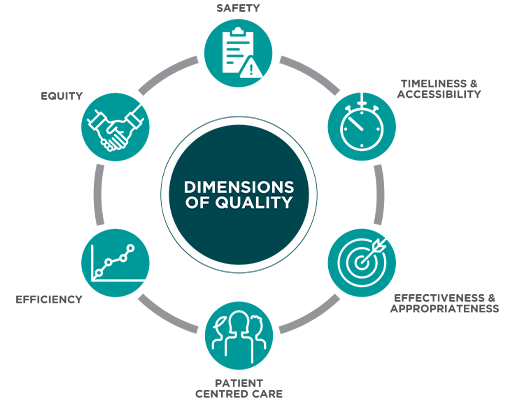 SAFETY
TIMELINESS &
ACCESSIBILITY
EQUITY
DIMENSIONS
OF QUALITY
EFFICIENCY
EFFECTIVENESS &
APPROPRIATENESS
PATIENT
CENTRED CARE